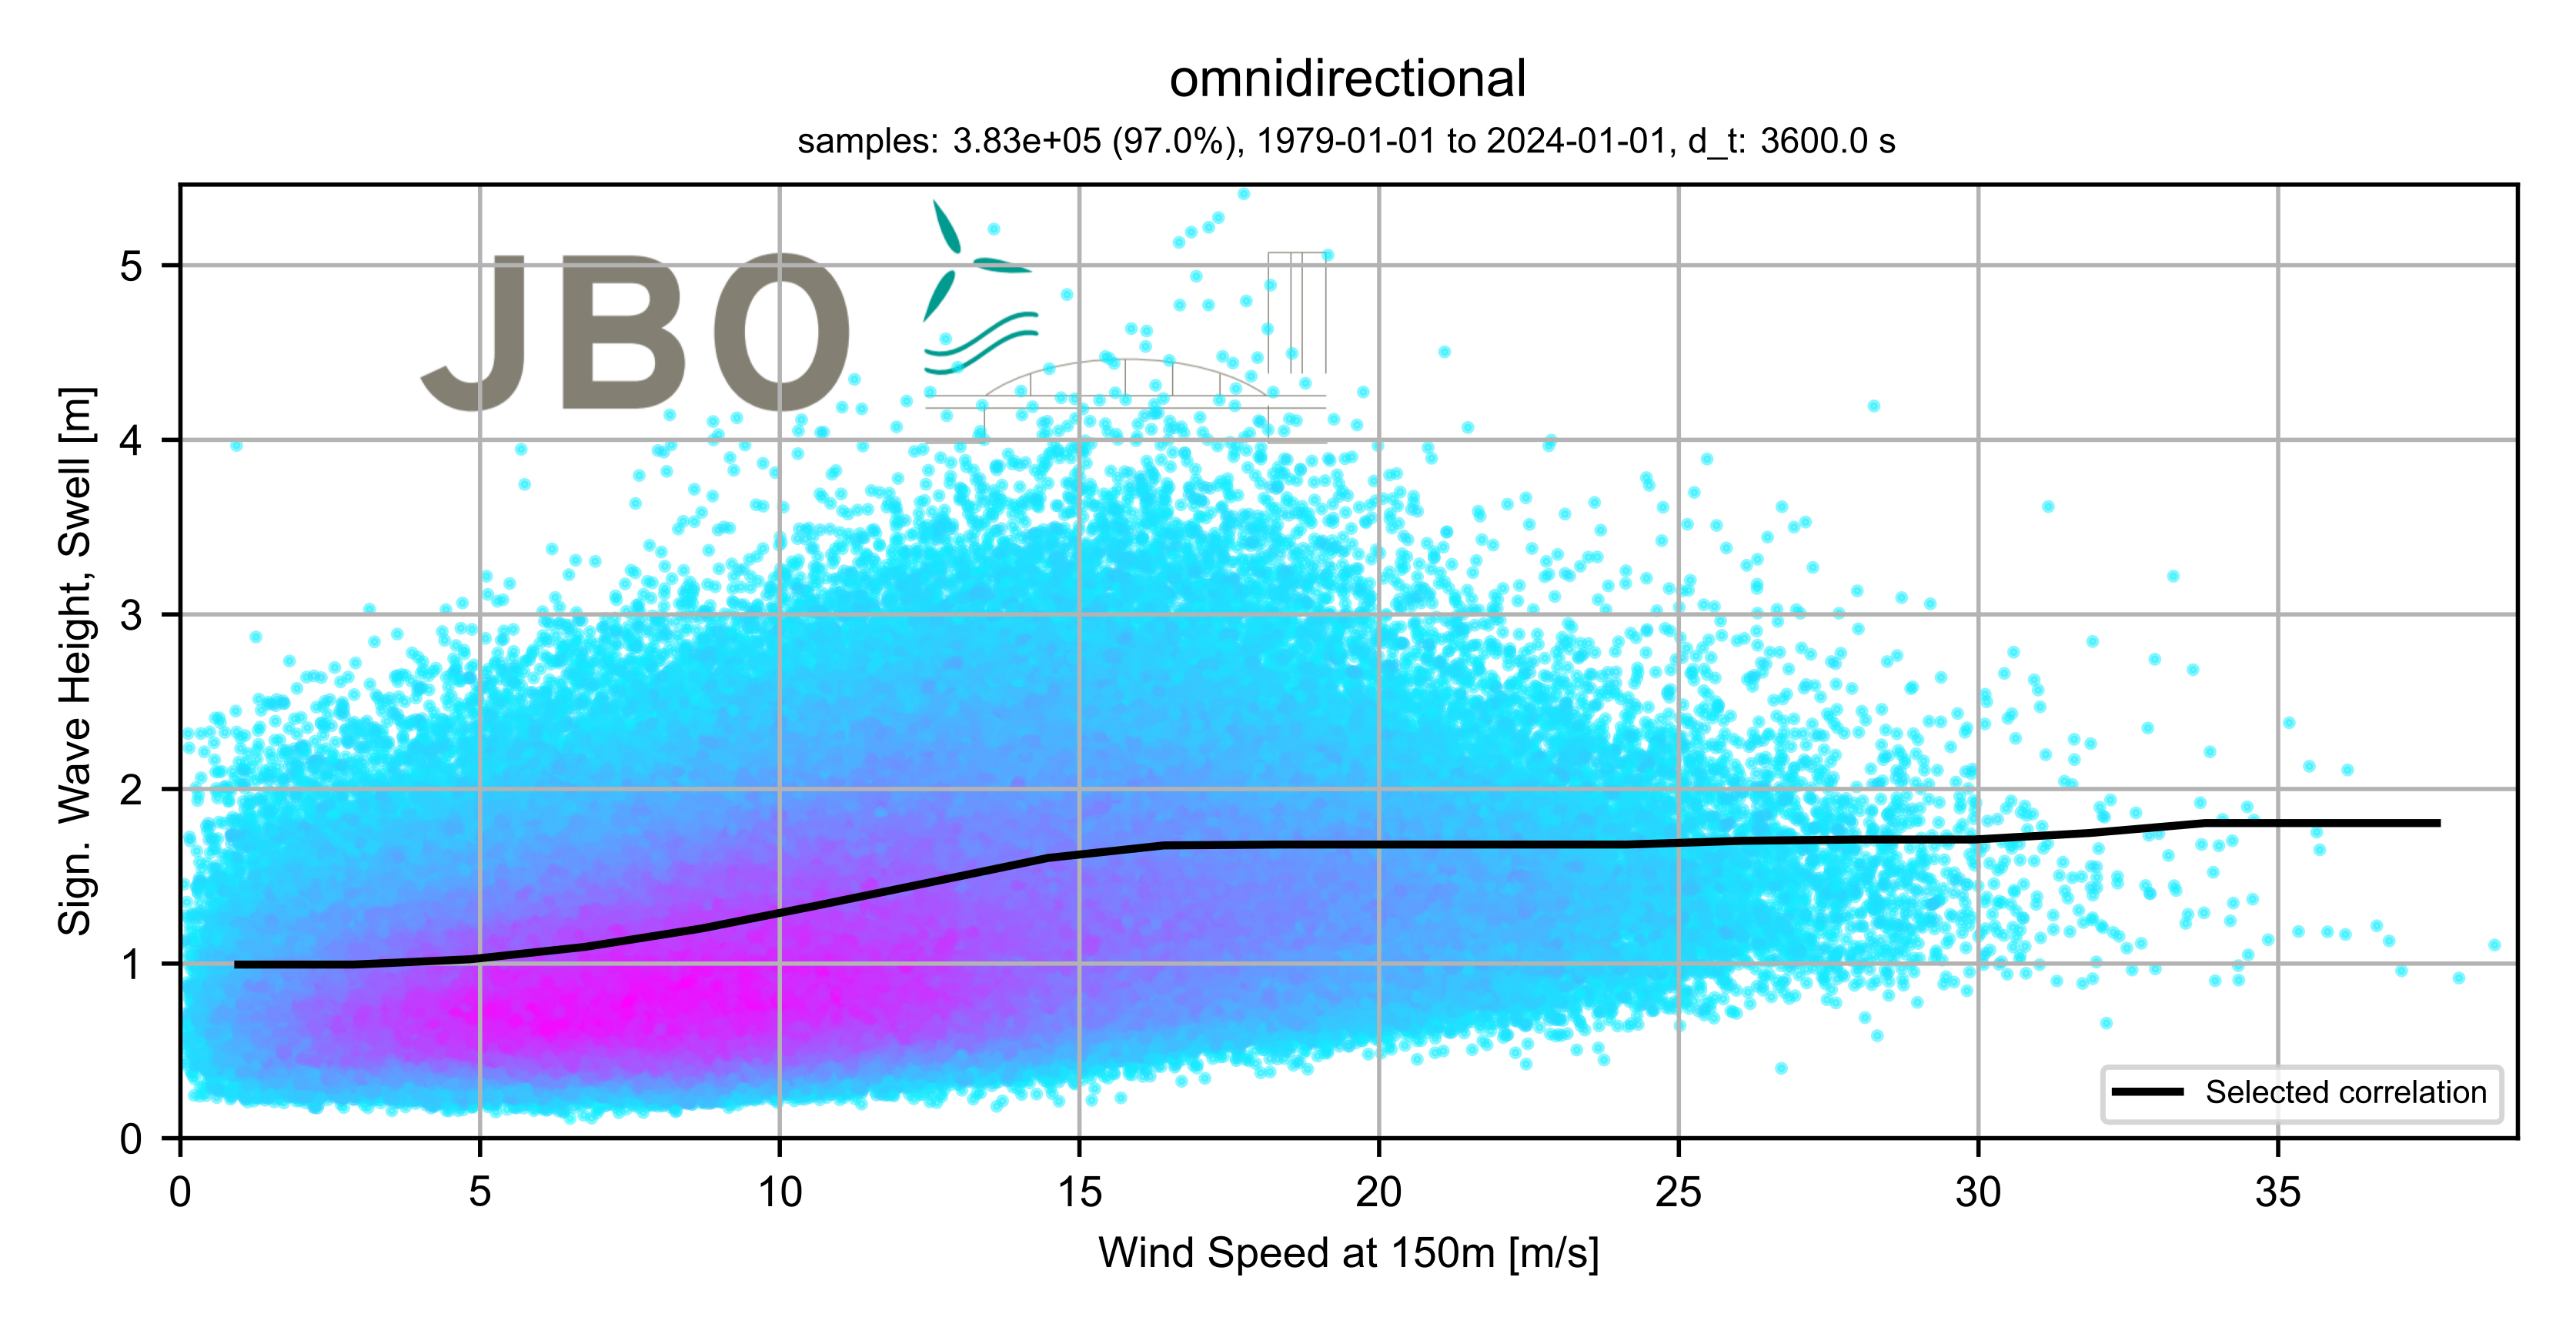 omnidirectional
samples: 3.83e+05 (97.0%), 1979-01-01 to 2024-01-01, d_t: 3600.0 s
JBO
Sign. Wave Height, Swell [m]
5
4
3
2
1
0
0 5 10 15 20 25 30 35
Wind Speed at 150m [m/s]
Selected correlation